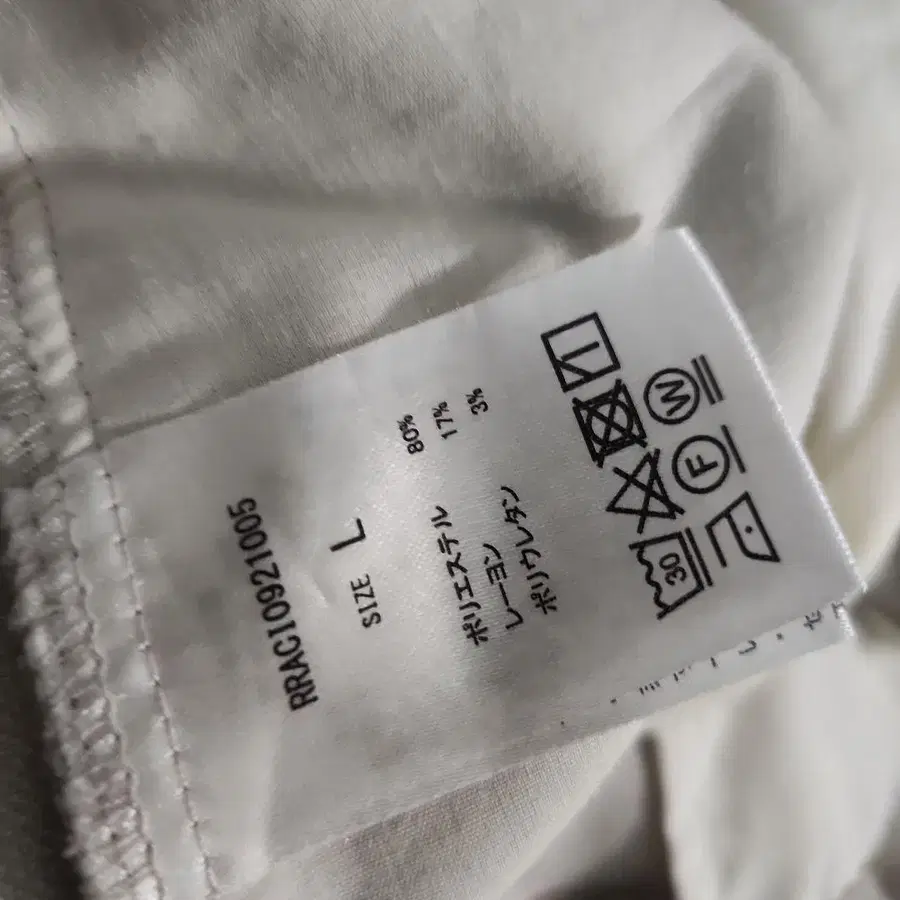 RRAC10921005
SIZE L
ポリエステル 80%
レーヨン 17%
ポリウレタン 3%
30
F
W